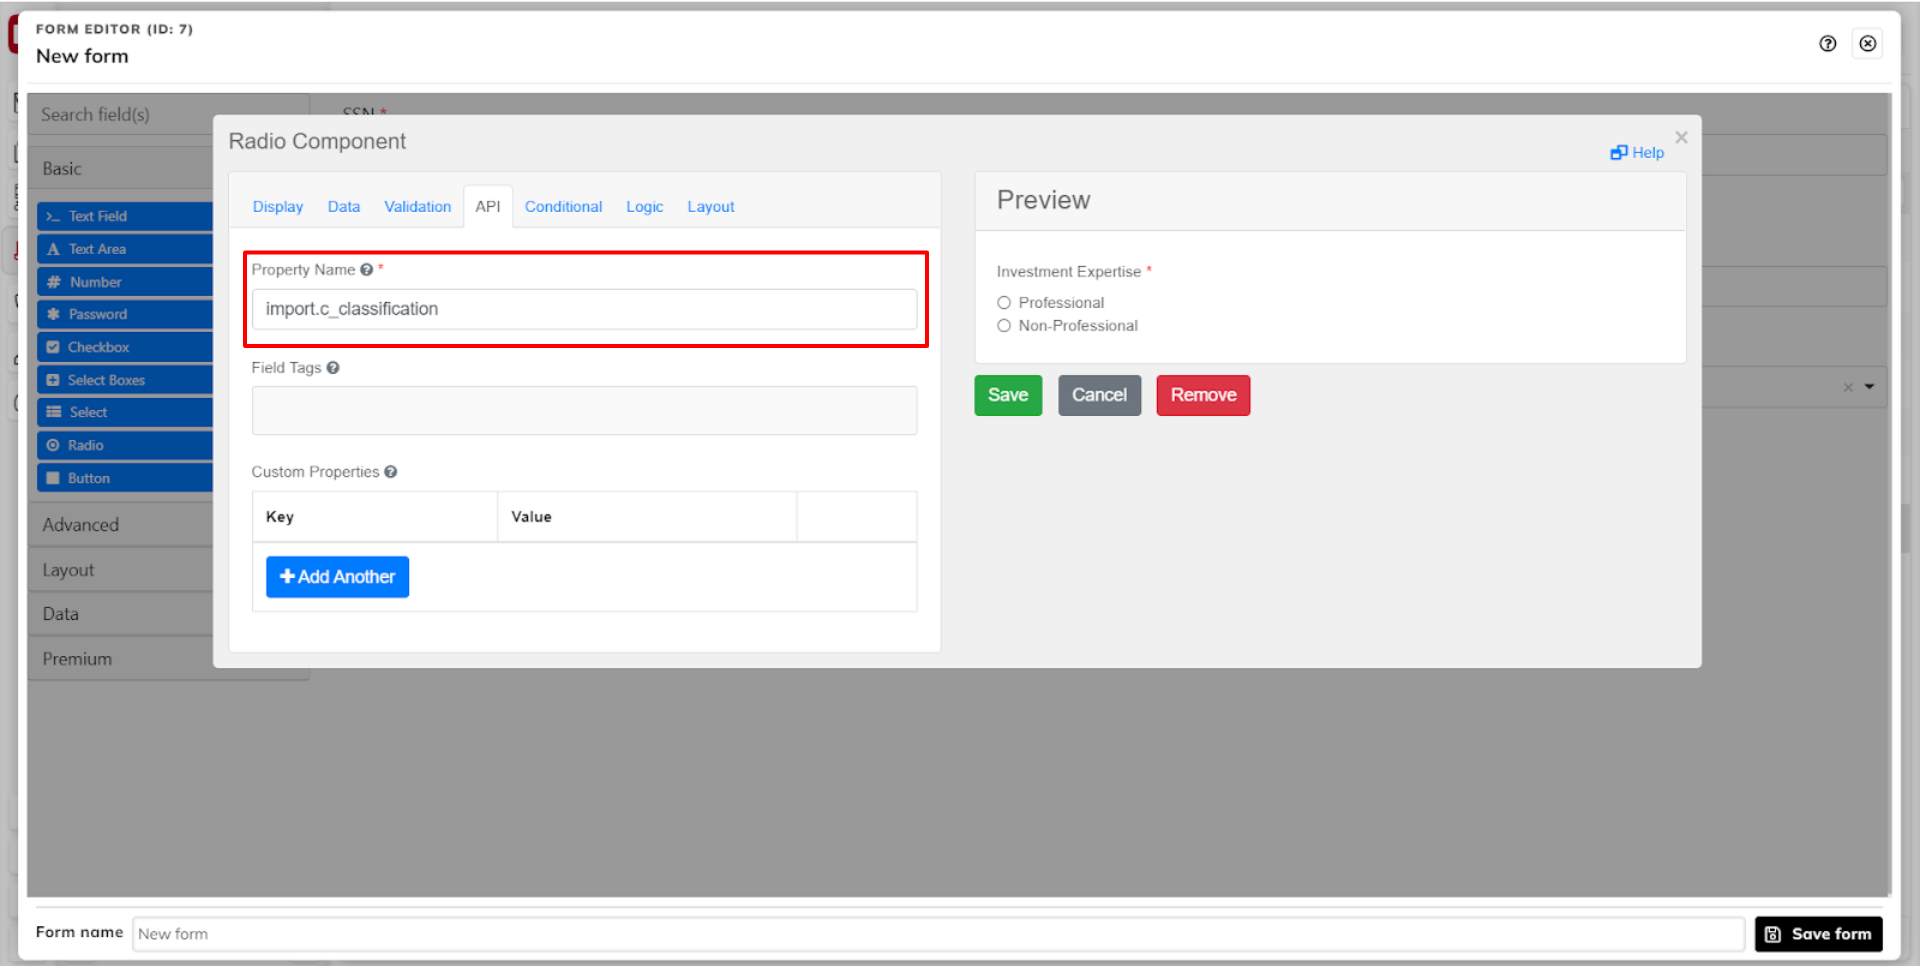 FORM EDITOR (ID: 7)
New form
Search field(s)
SSN *
Basic
Text Field
Text Area
Number
Password
Checkbox
Select Boxes
Select
Radio
Button
Advanced
Layout
Data
Premium
Radio Component
Help
Display Data Validation API Conditional Logic Layout
Property Name *
import.c_classification
Field Tags
Custom Properties
Key Value
Add Another
Preview
Investment Expertise *
Professional
Non-Professional
Save Cancel Remove
Form name New form Save form